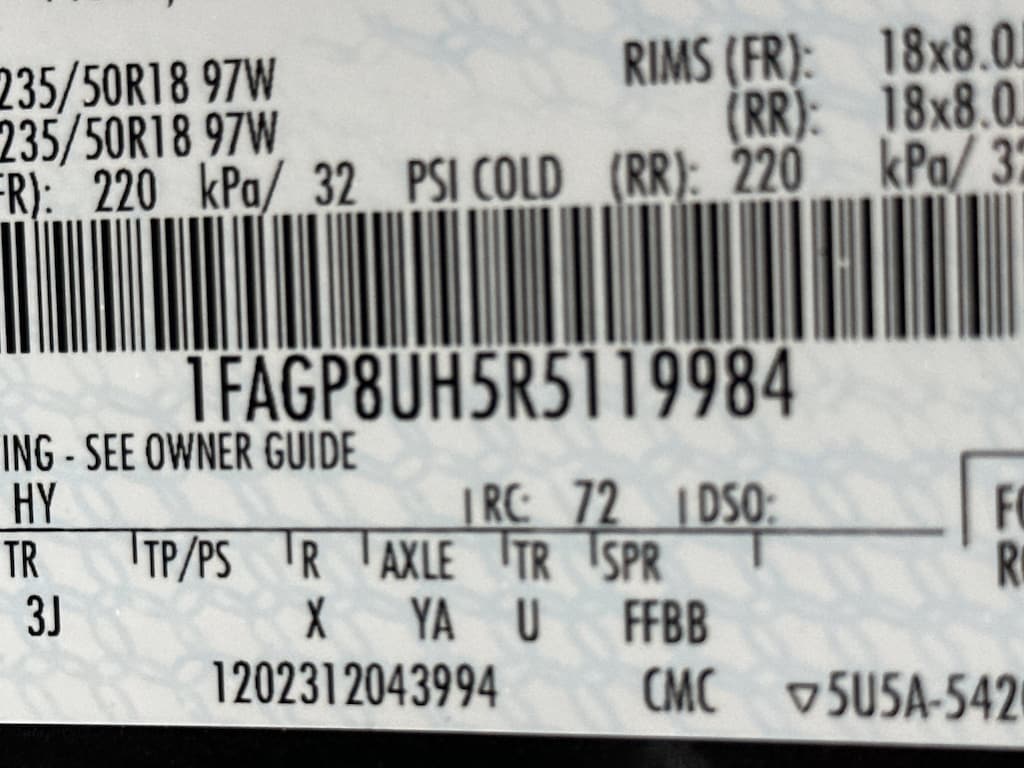 235/50R18 97W RIMS (FR): 18x8.0J
235/50R18 97W (RR): 18x8.0J
FR): 220 kPa/ 32 PSI COLD (RR): 220 kPa/ 32
1FAGP8UH5R5119984
ING - SEE OWNER GUIDE
HY RC: 72 DSO:
TR TP/PS R AXLE TR SPR
3J X YA U FFBB
1202312043994 CMC ▽5U5A-542